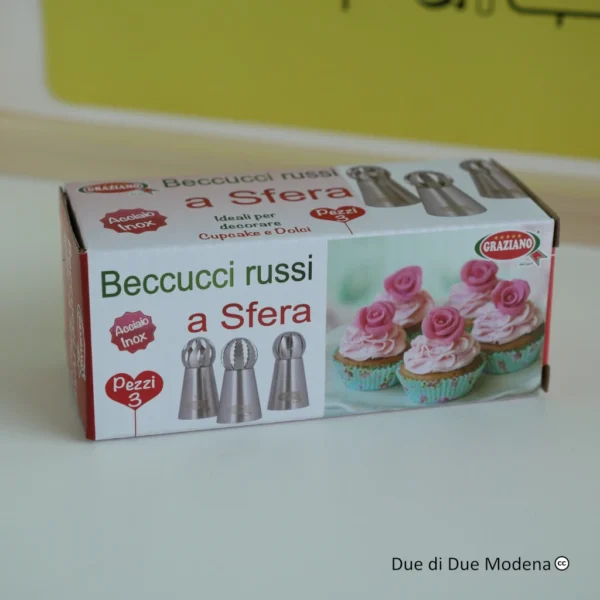 GRAZIANO
Beccucci russi
a Sfera
Acciaio
Inox
Ideali per
decorare
Cupcake e Dolci
Pezzi
3
GRAZIANO
Beccucci russi
a Sfera
Acciaio
Inox
Pezzi
3
Due di Due Modena cc